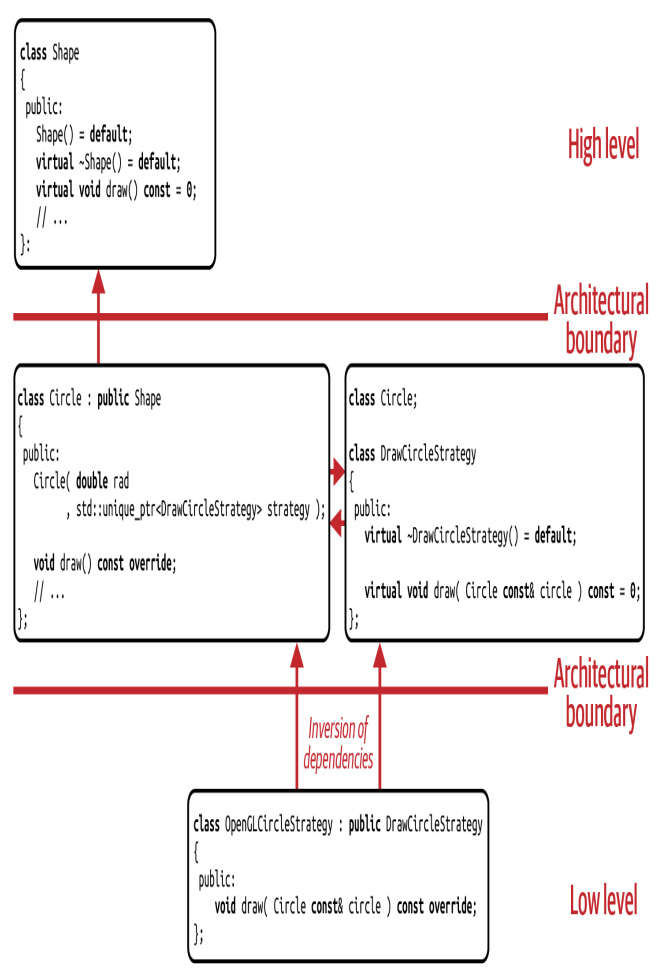 class Shape
{
 public:
   Shape() = default;
   virtual ~Shape() = default;
   virtual void draw() const = 0;
   // ...
};
High level
Architectural
boundary
class Circle : public Shape
{
 public:
   Circle( double rad
         , std::unique_ptr<DrawCircleStrategy> strategy );

   void draw() const override;
   // ...
};
class Circle;

class DrawCircleStrategy
{
 public:
   virtual ~DrawCircleStrategy() = default;

   virtual void draw( Circle const& circle ) const = 0;
};
Architectural
boundary
Inversion of
dependencies
class OpenGLCircleStrategy : public DrawCircleStrategy
{
 public:
    void draw( Circle const& circle ) const override;
};
Low level